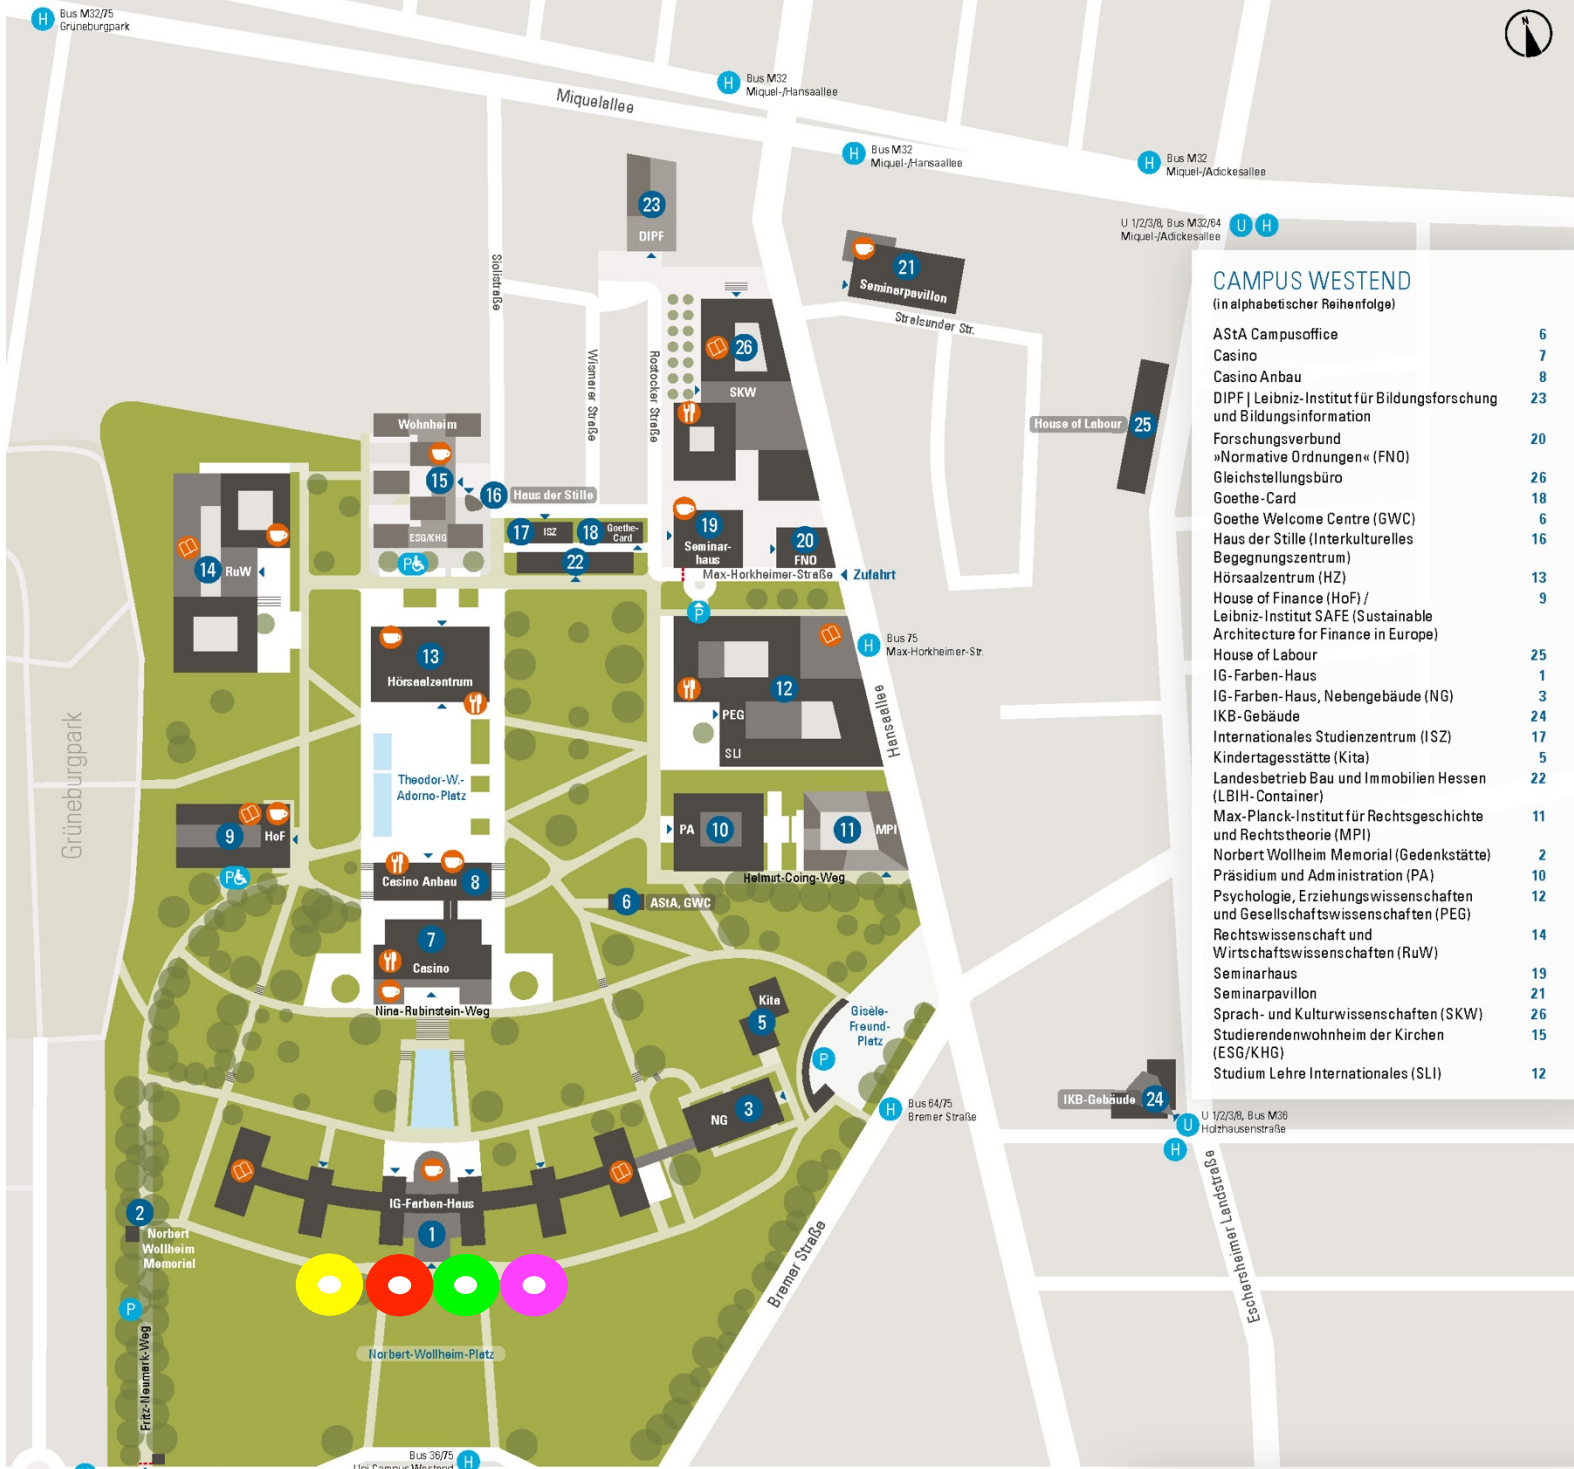 Bus M32/75
Grüneburgpark
N
H
Bus M32
Miquel-/Hansaallee
H
Miquelallee
Bus M32
Miquel-/Hansaallee
H
Bus M32
Miquel-/Adickesallee
H
U 1/2/3/8, Bus M32/64
Miquel-/Adickesallee
U
H
23
DIPF
21
Seminarpavillon
Stralsunder Str.
Siolistraße
Wismarer Straße
Rostocker Straße
26
SKW
House of Labour
25
Wohnheim
15
16
Haus der Stille
ESG/KHG
P
17
ISZ
18
Goethe-
Card
22
19
Seminar-
haus
20
FNO
Max-Horkheimer-Straße
Zufahrt
14
RuW
P
H
Bus 75
Max-Horkheimer-Str.
13
Hörsaalzentrum
12
PEG
SLI
Hansaallee
Grüneburgpark
Theodor-W.-
Adorno-Platz
9
HoF
P
PA
10
11
MPI
Helmut-Coing-Weg
Casino Anbau
8
6
AStA, GWC
7
Casino
Nina-Rubinstein-Weg
Kita
5
Gisèle-
Freund-
Platz
P
NG
3
H
Bus 64/75
Bremer Straße
IKB-Gebäude
24
U 1/2/3/8, Bus M36
Holzhausenstraße
U
H
IG-Farben-Haus
1
2
Norbert
Wollheim
Memorial
P
Fritz-Neumark-Weg
Norbert-Wollheim-Platz
Bremer Straße
Eschersheimer Landstraße
Bus 36/75
Uni Campus Westend
H
CAMPUS WESTEND
(in alphabetischer Reihenfolge)
AStA Campusoffice 6
Casino 7
Casino Anbau 8
DIPF | Leibniz-Institut für Bildungsforschung 23
und Bildungsinformation
Forschungsverbund 20
»Normative Ordnungen« (FNO)
Gleichstellungsbüro 26
Goethe-Card 18
Goethe Welcome Centre (GWC) 6
Haus der Stille (Interkulturelles 16
Begegnungszentrum)
Hörsaalzentrum (HZ) 13
House of Finance (HoF) / 9
Leibniz-Institut SAFE (Sustainable
Architecture for Finance in Europe)
House of Labour 25
IG-Farben-Haus 1
IG-Farben-Haus, Nebengebäude (NG) 3
IKB-Gebäude 24
Internationales Studienzentrum (ISZ) 17
Kindertagesstätte (Kita) 5
Landesbetrieb Bau und Immobilien Hessen 22
(LBIH-Container)
Max-Planck-Institut für Rechtsgeschichte 11
und Rechtstheorie (MPI)
Norbert Wollheim Memorial (Gedenkstätte) 2
Präsidium und Administration (PA) 10
Psychologie, Erziehungswissenschaften 12
und Gesellschaftswissenschaften (PEG)
Rechtswissenschaft und 14
Wirtschaftswissenschaften (RuW)
Seminarhaus 19
Seminarpavillon 21
Sprach- und Kulturwissenschaften (SKW) 26
Studierendenwohnheim der Kirchen 15
(ESG/KHG)
Studium Lehre Internationales (SLI) 12